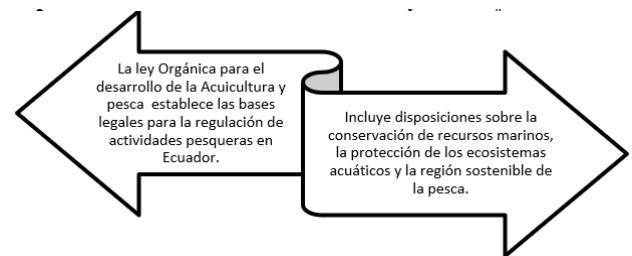 La ley Orgánica para el
desarrollo de la Acuicultura y
pesca establece las bases
legales para la regulación de
actividades pesqueras en
Ecuador.
Incluye disposiciones sobre la
conservación de recursos marinos,
la protección de los ecosistemas
acuáticos y la región sostenible de
la pesca.